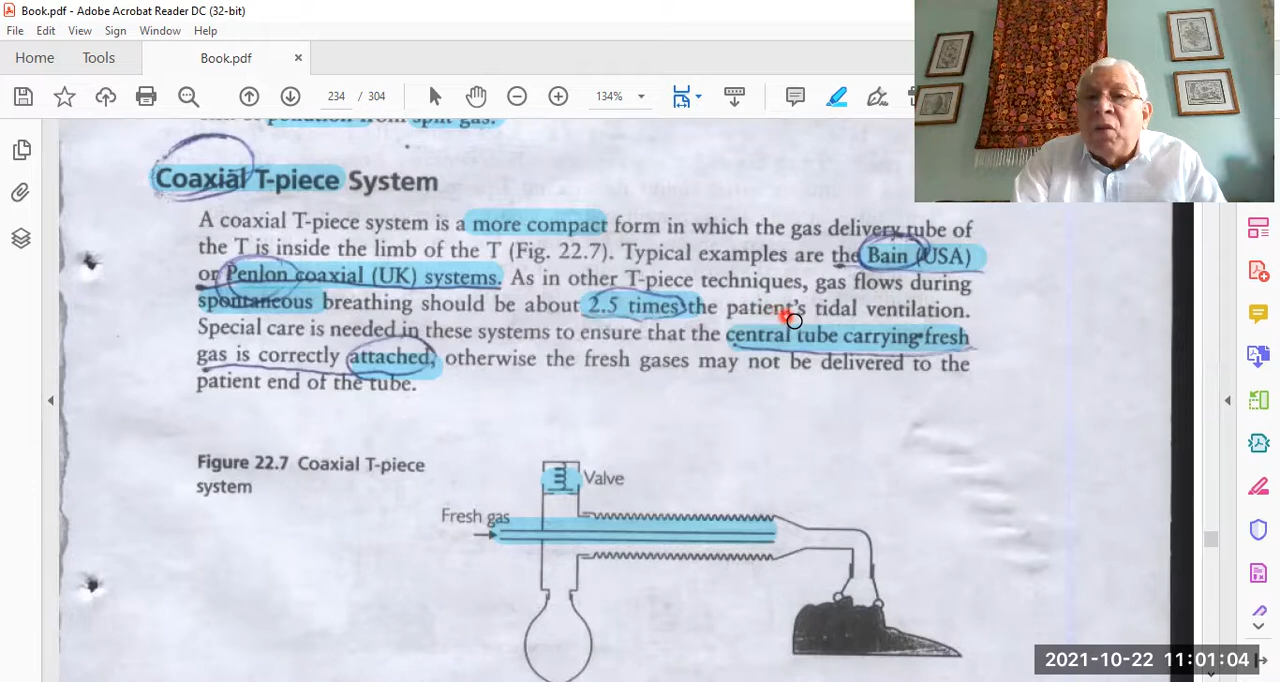 Book.pdf - Adobe Acrobat Reader DC (32-bit)
File Edit View Sign Window Help
Home Tools Book.pdf ×
234 / 304 134%
Coaxial T-piece System
A coaxial T-piece system is a more compact form in which the gas delivery tube of
the T is inside the limb of the T (Fig. 22.7). Typical examples are the Bain (USA)
or Penlon coaxial (UK) systems. As in other T-piece techniques, gas flows during
spontaneous breathing should be about 2.5 times the patient's tidal ventilation.
Special care is needed in these systems to ensure that the central tube carrying fresh
gas is correctly attached, otherwise the fresh gases may not be delivered to the
patient end of the tube.
Figure 22.7 Coaxial T-piece
system
Valve
Fresh gas
2021-10-22 11:01:04